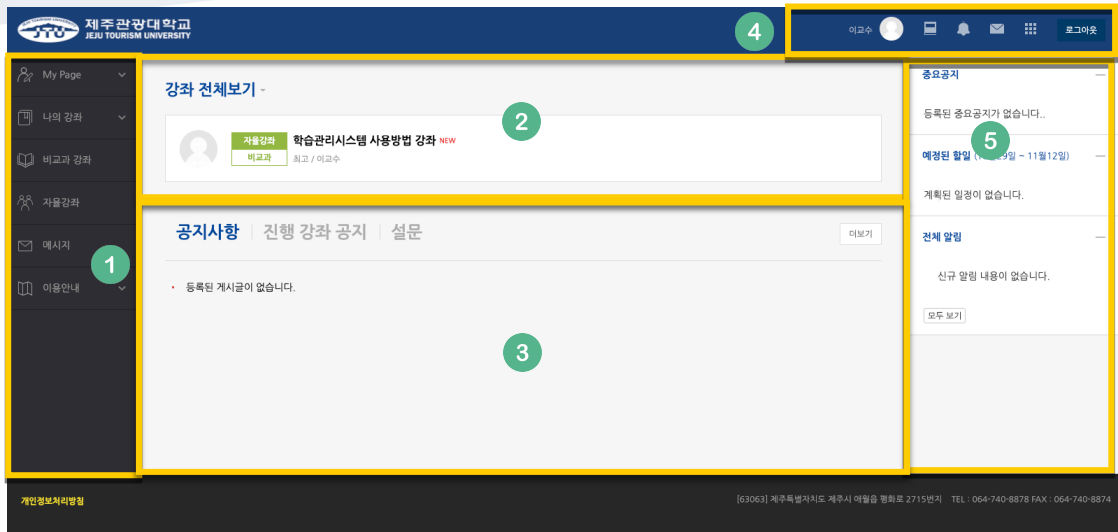 JTU
JEJU TOURISM UNIVERSITY
제주관광대학교
JEJU TOURISM UNIVERSITY
4
이교수
로그아웃
My Page
나의 강좌
비교과 강좌
자율강좌
메시지
1
이용안내
강좌 전체보기
2
자율강좌
비교과
학습관리시스템 사용방법 강좌 NEW
최고 / 이교수
공지사항 | 진행 강좌 공지 | 설문
더보기
• 등록된 게시글이 없습니다.
3
중요공지
등록된 중요공지가 없습니다..
5
예정된 할일 (1 9일 ~ 11월12일)
계획된 일정이 없습니다.
전체 알림
신규 알림 내용이 없습니다.
모두 보기
개인정보처리방침
[63063] 제주특별자치도 제주시 애월읍 평화로 2715번지 TEL : 064-740-8878 FAX : 064-740-8874